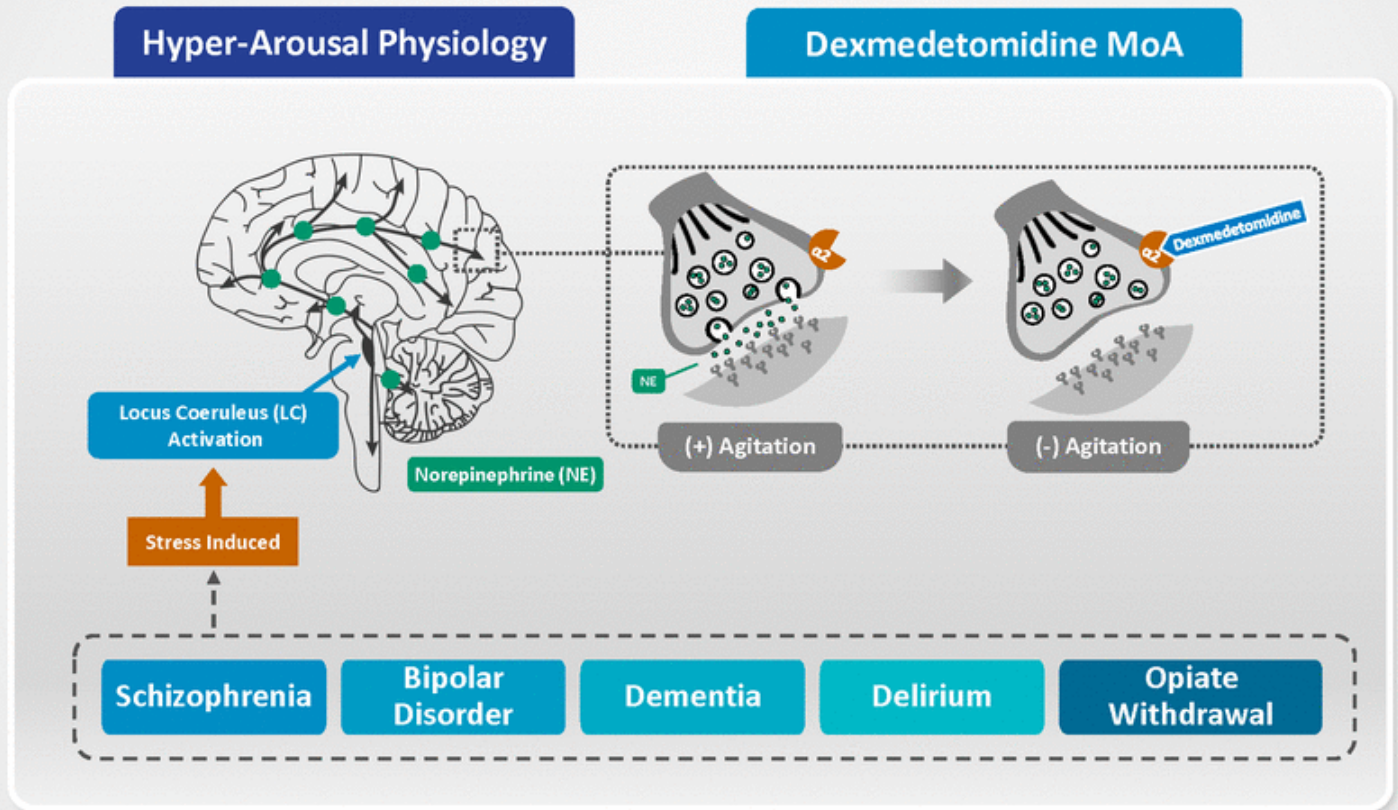 Hyper-Arousal Physiology
Dexmedetomidine MoA
α2
α2
Dexmedetomidine
NE
Locus Coeruleus (LC)
Activation
(+) Agitation
(-) Agitation
Norepinephrine (NE)
Stress Induced
Schizophrenia
Bipolar
Disorder
Dementia
Delirium
Opiate
Withdrawal